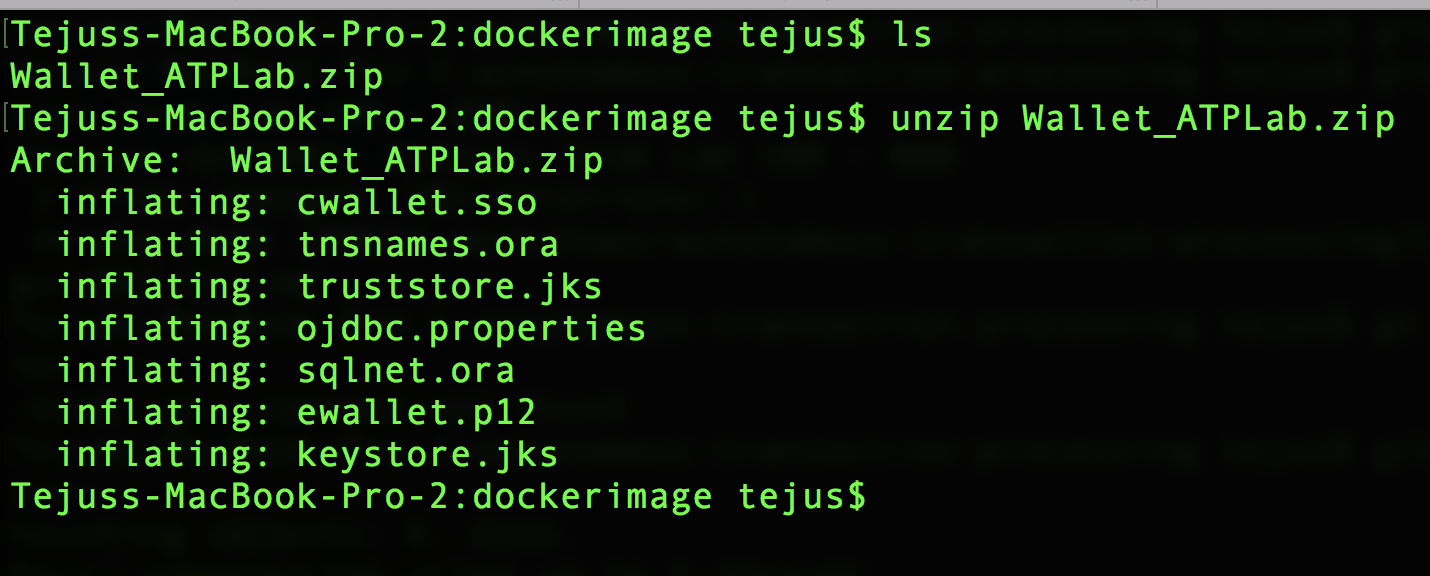 [Tejuss-MacBook-Pro-2:dockerimage tejus$ ls
Wallet_ATPLab.zip
[Tejuss-MacBook-Pro-2:dockerimage tejus$ unzip Wallet_ATPLab.zip
Archive:  Wallet_ATPLab.zip
  inflating: cwallet.sso
  inflating: tnsnames.ora
  inflating: truststore.jks
  inflating: ojdbc.properties
  inflating: sqlnet.ora
  inflating: ewallet.p12
  inflating: keystore.jks
Tejuss-MacBook-Pro-2:dockerimage tejus$